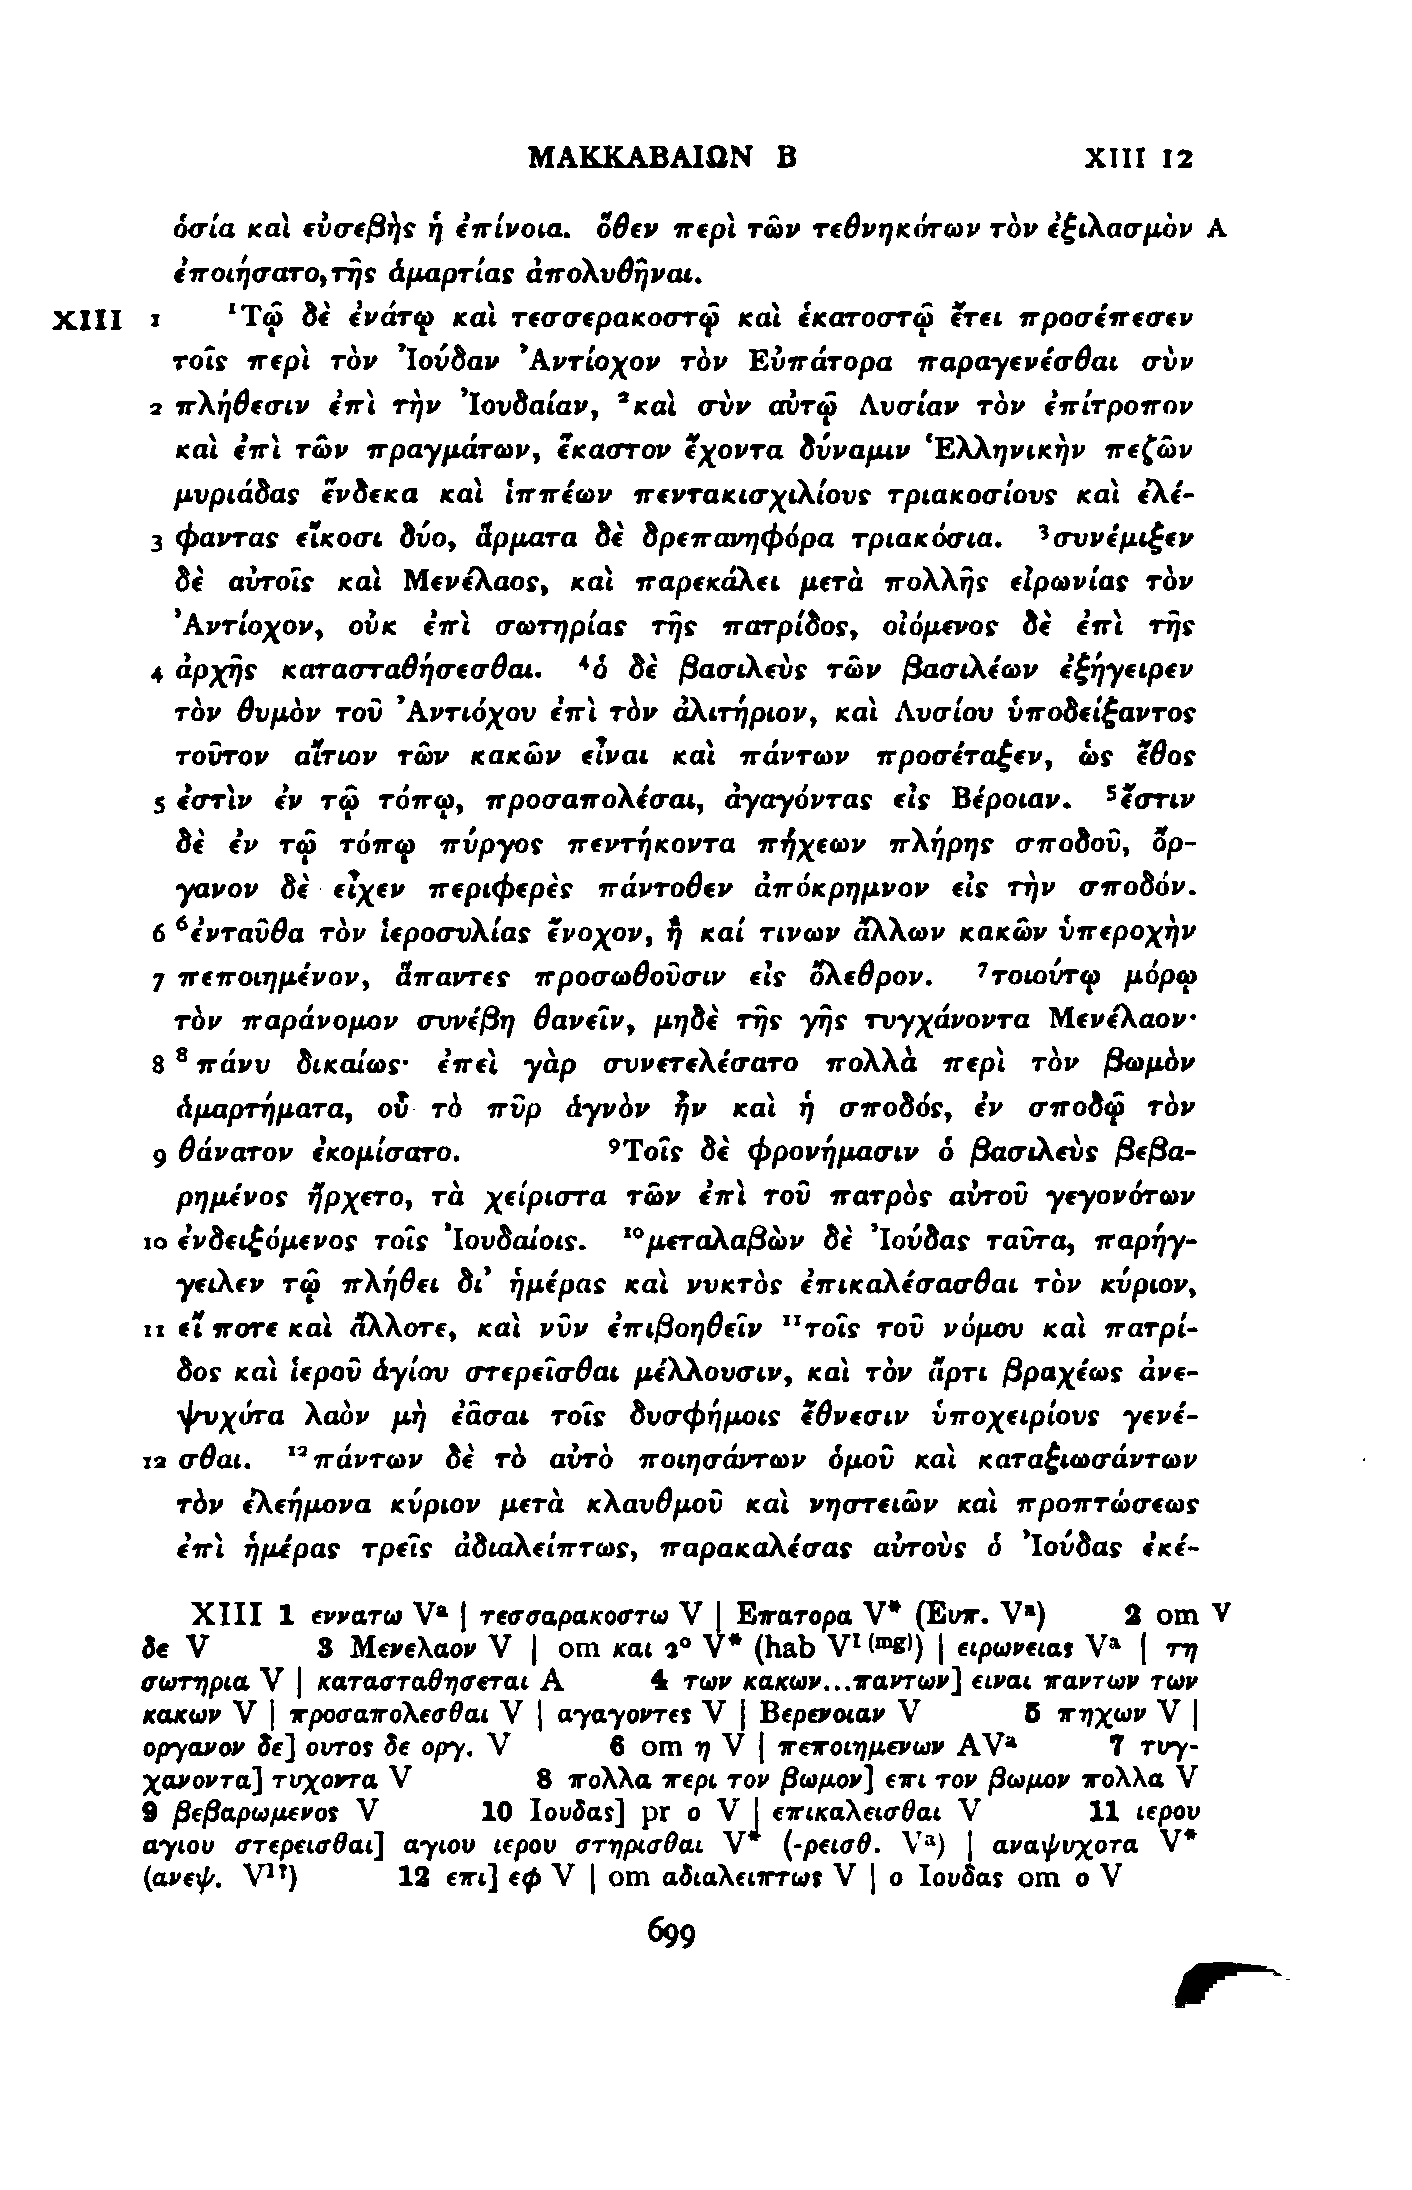 ΜΑΚΚΑΒΑΙΩΝ Β XIII 12
ὁσία καὶ εὐσεβὴς ἡ ἐπίνοια. ὅθεν περὶ τῶν τεθνηκότων τὸν ἐξιλασμὸν A
ἐποιήσατο, τῆς ἁμαρτίας ἀπολυθῆναι.
XIII 1 ¹Τῷ δὲ ἐνάτῳ καὶ τεσσερακοστῷ καὶ ἑκατοστῷ ἔτει προσέπεσεν
τοῖς περὶ τὸν Ἰούδαν Ἀντίοχον τὸν Εὐπάτορα παραγενέσθαι σὺν
2 πλήθεσιν ἐπὶ τὴν Ἰουδαίαν, ²καὶ σὺν αὐτῷ Λυσίαν τὸν ἐπίτροπον
καὶ ἐπὶ τῶν πραγμάτων, ἕκαστον ἔχοντα δύναμιν Ἑλληνικὴν πεζῶν
μυριάδας ἕνδεκα καὶ ἱππέων πεντακισχιλίους τριακοσίους καὶ ἐλέ-
3 φαντας εἴκοσι δύο, ἅρματα δὲ δρεπανηφόρα τριακόσια. ³συνέμιξεν
δὲ αὐτοῖς καὶ Μενέλαος, καὶ παρεκάλει μετὰ πολλῆς εἰρωνίας τὸν
Ἀντίοχον, οὐκ ἐπὶ σωτηρίας τῆς πατρίδος, οἰόμενος δὲ ἐπὶ τῆς
4 ἀρχῆς κατασταθήσεσθαι. ⁴ὁ δὲ βασιλεὺς τῶν βασιλέων ἐξήγειρεν
τὸν θυμὸν τοῦ Ἀντιόχου ἐπὶ τὸν ἀλιτήριον, καὶ Λυσίου ὑποδείξαντος
τοῦτον αἴτιον τῶν κακῶν εἶναι καὶ πάντων προσέταξεν, ὡς ἔθος
5 ἐστὶν ἐν τῷ τόπῳ, προσαπολέσαι, ἀγαγόντας εἰς Βέροιαν. ⁵ἔστιν
δὲ ἐν τῷ τόπῳ πύργος πεντήκοντα πήχεων πλήρης σποδοῦ, ὄρ-
γανον δὲ εἶχεν περιφερὲς πάντοθεν ἀπόκρημνον εἰς τὴν σποδόν.
6 ⁶ἐνταῦθα τὸν ἱεροσυλίας ἔνοχον, ἢ καί τινων ἄλλων κακῶν ὑπεροχὴν
7 πεποιημένον, ἅπαντες προσωθοῦσιν εἰς ὄλεθρον. ⁷τοιούτῳ μόρῳ
τὸν παράνομον συνέβη θανεῖν, μηδὲ τῆς γῆς τυγχάνοντα Μενέλαον·
8 ⁸πάνυ δικαίως· ἐπεὶ γὰρ συνετελέσατο πολλὰ περὶ τὸν βωμὸν
ἁμαρτήματα, οὗ τὸ πῦρ ἁγνὸν ἦν καὶ ἡ σποδός, ἐν σποδῷ τὸν
9 θάνατον ἐκομίσατο. ⁹Τοῖς δὲ φρονήμασιν ὁ βασιλεὺς βεβα-
ρημένος ἤρχετο, τὰ χείριστα τῶν ἐπὶ τοῦ πατρὸς αὐτοῦ γεγονότων
10 ἐνδειξόμενος τοῖς Ἰουδαίοις. ¹⁰μεταλαβὼν δὲ Ἰούδας ταῦτα, παρήγ-
γειλεν τῷ πλήθει δι᾽ ἡμέρας καὶ νυκτὸς ἐπικαλέσασθαι τὸν κύριον,
11 εἴ ποτε καὶ ἄλλοτε, καὶ νῦν ἐπιβοηθεῖν ¹¹τοῖς τοῦ νόμου καὶ πατρί-
δος καὶ ἱεροῦ ἁγίου στερεῖσθαι μέλλουσιν, καὶ τὸν ἄρτι βραχέως ἀνε-
ψυχότα λαὸν μὴ ἐᾶσαι τοῖς δυσφήμοις ἔθνεσιν ὑποχειρίους γενέ-
12 σθαι. ¹²πάντων δὲ τὸ αὐτὸ ποιησάντων ὁμοῦ καὶ καταξιωσάντων
τὸν ἐλεήμονα κύριον μετὰ κλαυθμοῦ καὶ νηστειῶν καὶ προπτώσεως
ἐπὶ ἡμέρας τρεῖς ἀδιαλείπτως, παρακαλέσας αὐτοὺς ὁ Ἰούδας ἐκέ-
XIII 1 εννατω Vᵃ | τεσσαρακοστω V | Επατορα V* (Ευπ. Vᵃ) 2 om V
δε V 3 Μενελαον V | om και 2° V* (hab V¹⁽ᵐᵍ⁾) | ειρωνειας Vᵃ | τη
σωτηρια V | κατασταθησεται A 4 των κακων...παντων] ειναι παντων των
κακων V | προσαπολεσθαι V | αγαγοντες V | Βερενοιαν V 5 πηχων V |
οργανον δε] ουτος δε οργ. V 6 om η V | πεποιημενων AVᵃ 7 τυγ-
χανοντα] τυχοντα V 8 πολλα περι τον βωμον] επι τον βωμον πολλα V
9 βεβαρωμενος V 10 Ιουδας] pr ο V | επικαλεισθαι V 11 ιερου
αγιου στερεισθαι] αγιου ιερου στηρισθαι V* (-ρεισθ. Vᵃ) | αναψυχοτα V*
(ανεψ. V¹ˀ) 12 επι] εφ V | om αδιαλειπτως V | ο Ιουδας om ο V
699